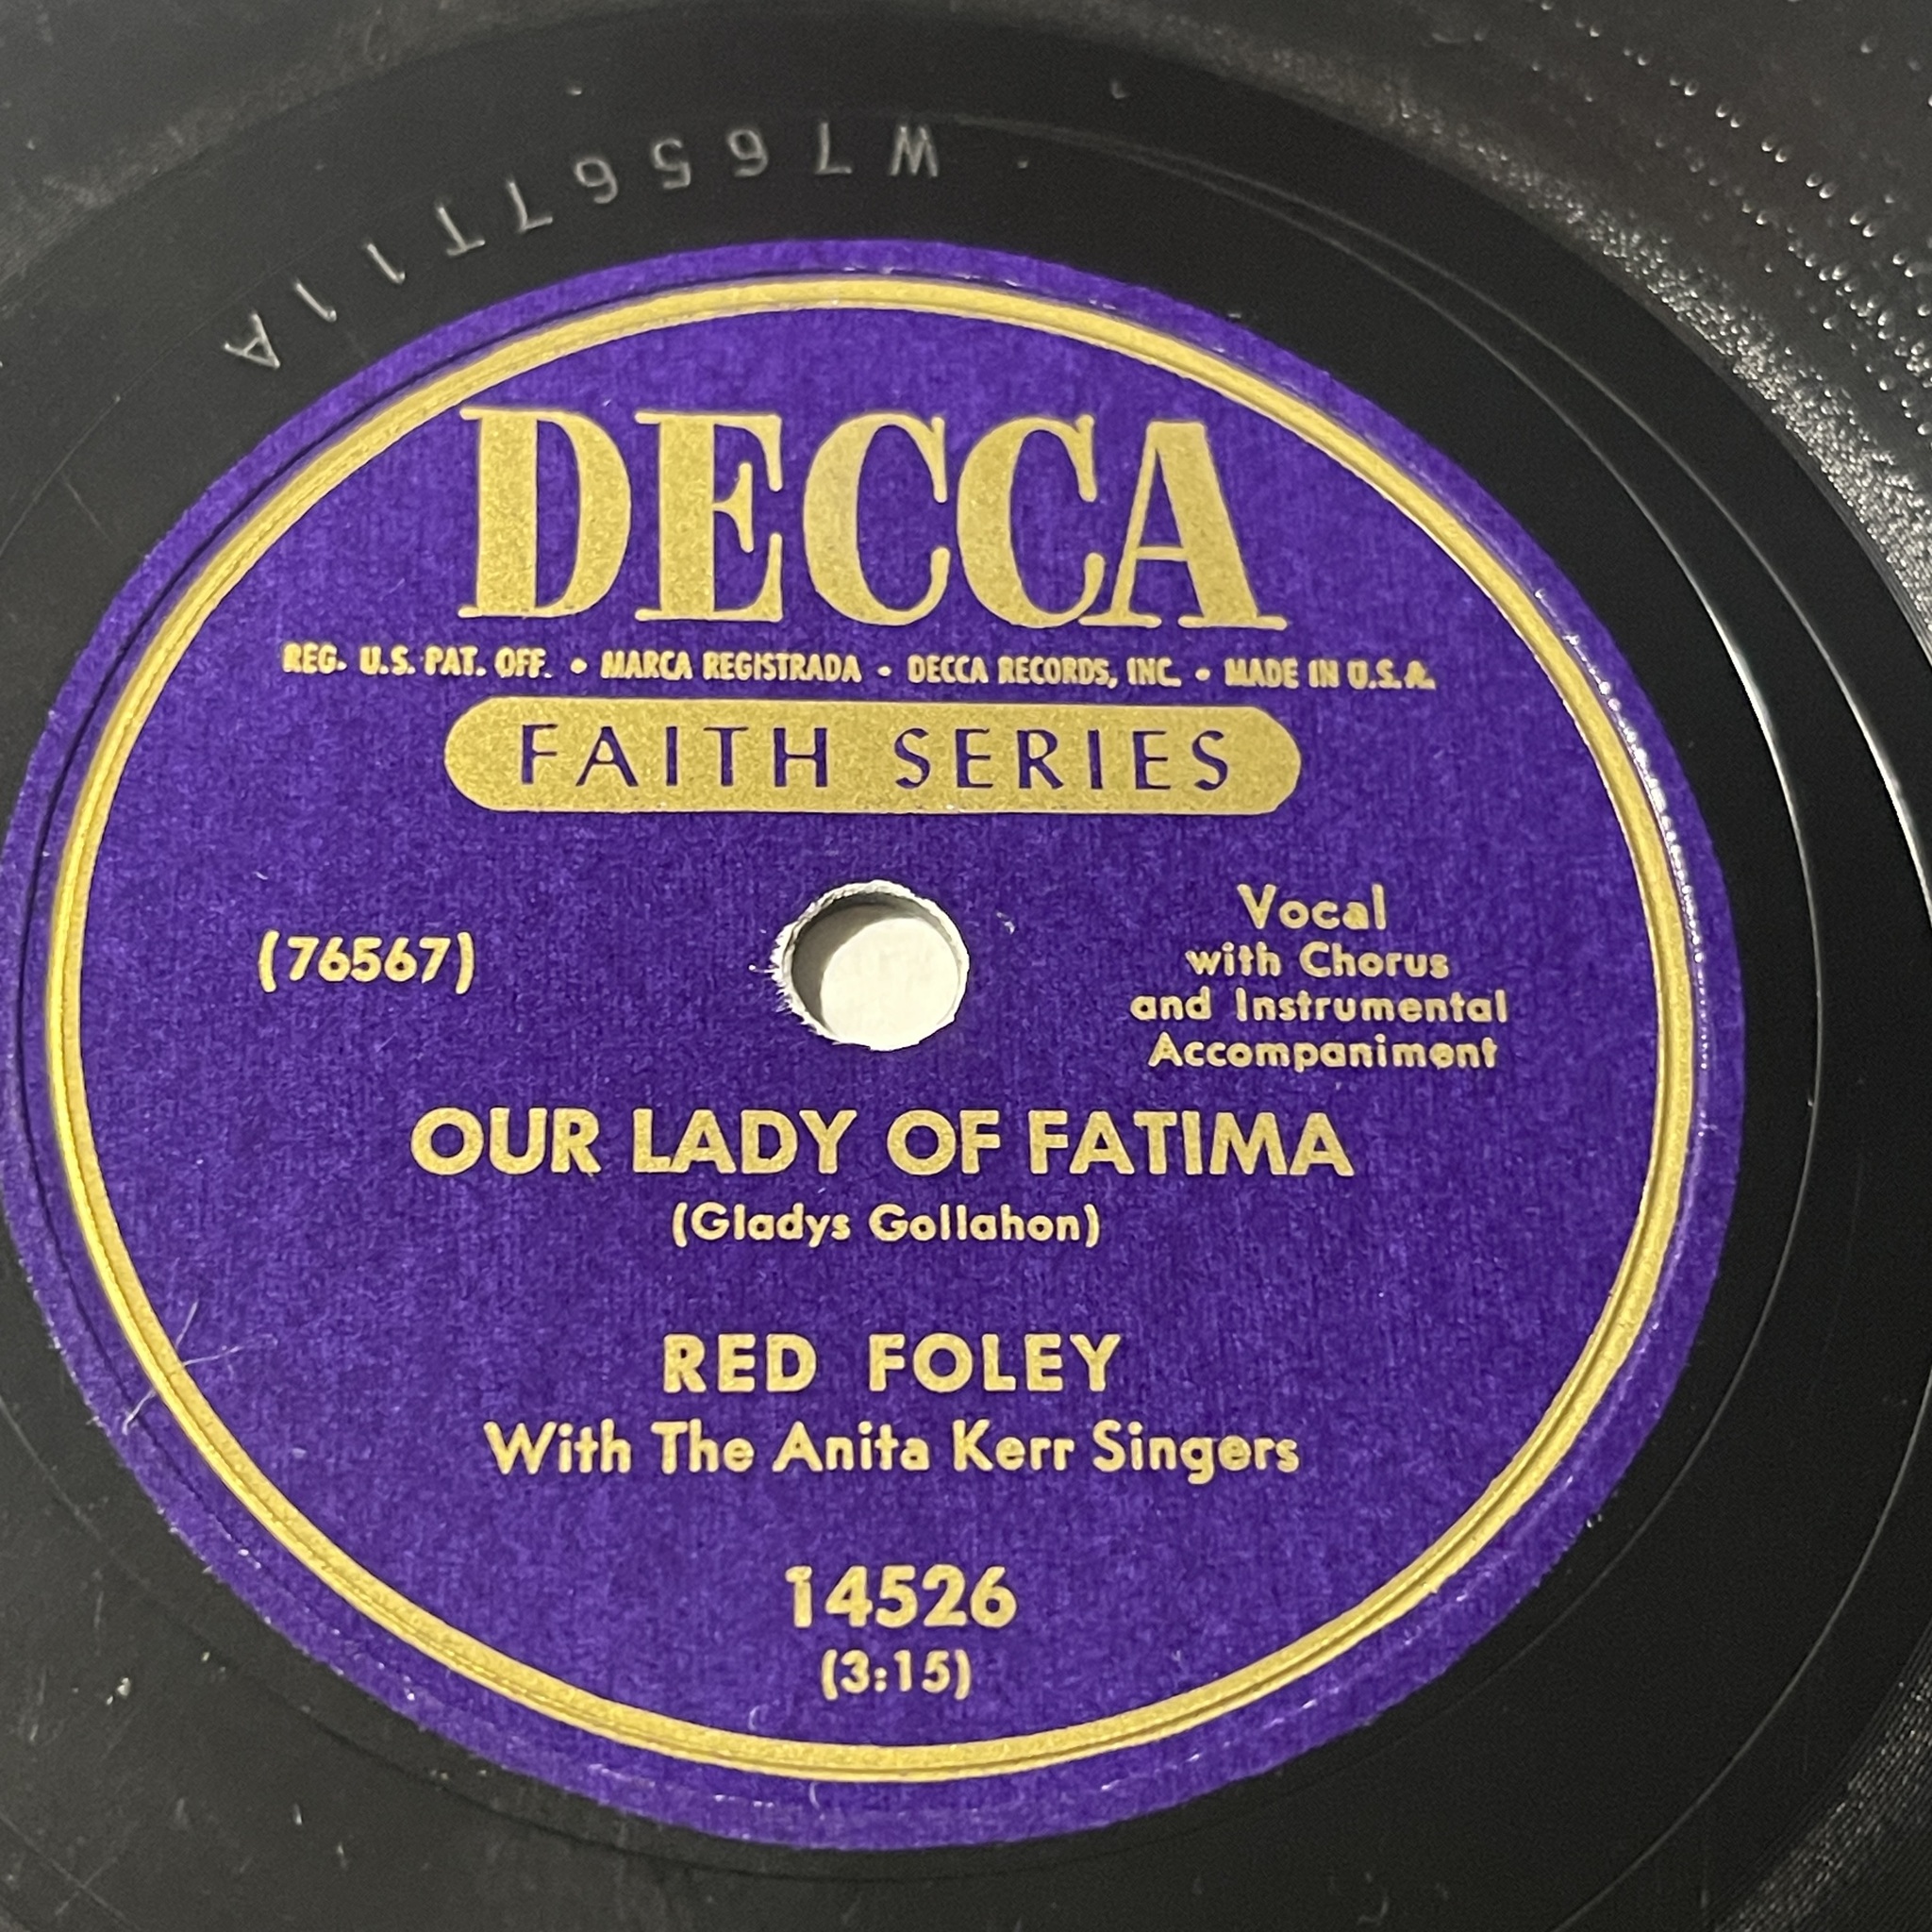 W76567T11A
DECCA
REG. U.S. PAT. OFF. • MARCA REGISTRADA • DECCA RECORDS, INC. • MADE IN U.S.A.
FAITH SERIES
(76567)
Vocal
with Chorus
and Instrumental
Accompaniment
OUR LADY OF FATIMA
(Gladys Gollahon)
RED FOLEY
With The Anita Kerr Singers
14526
(3:15)